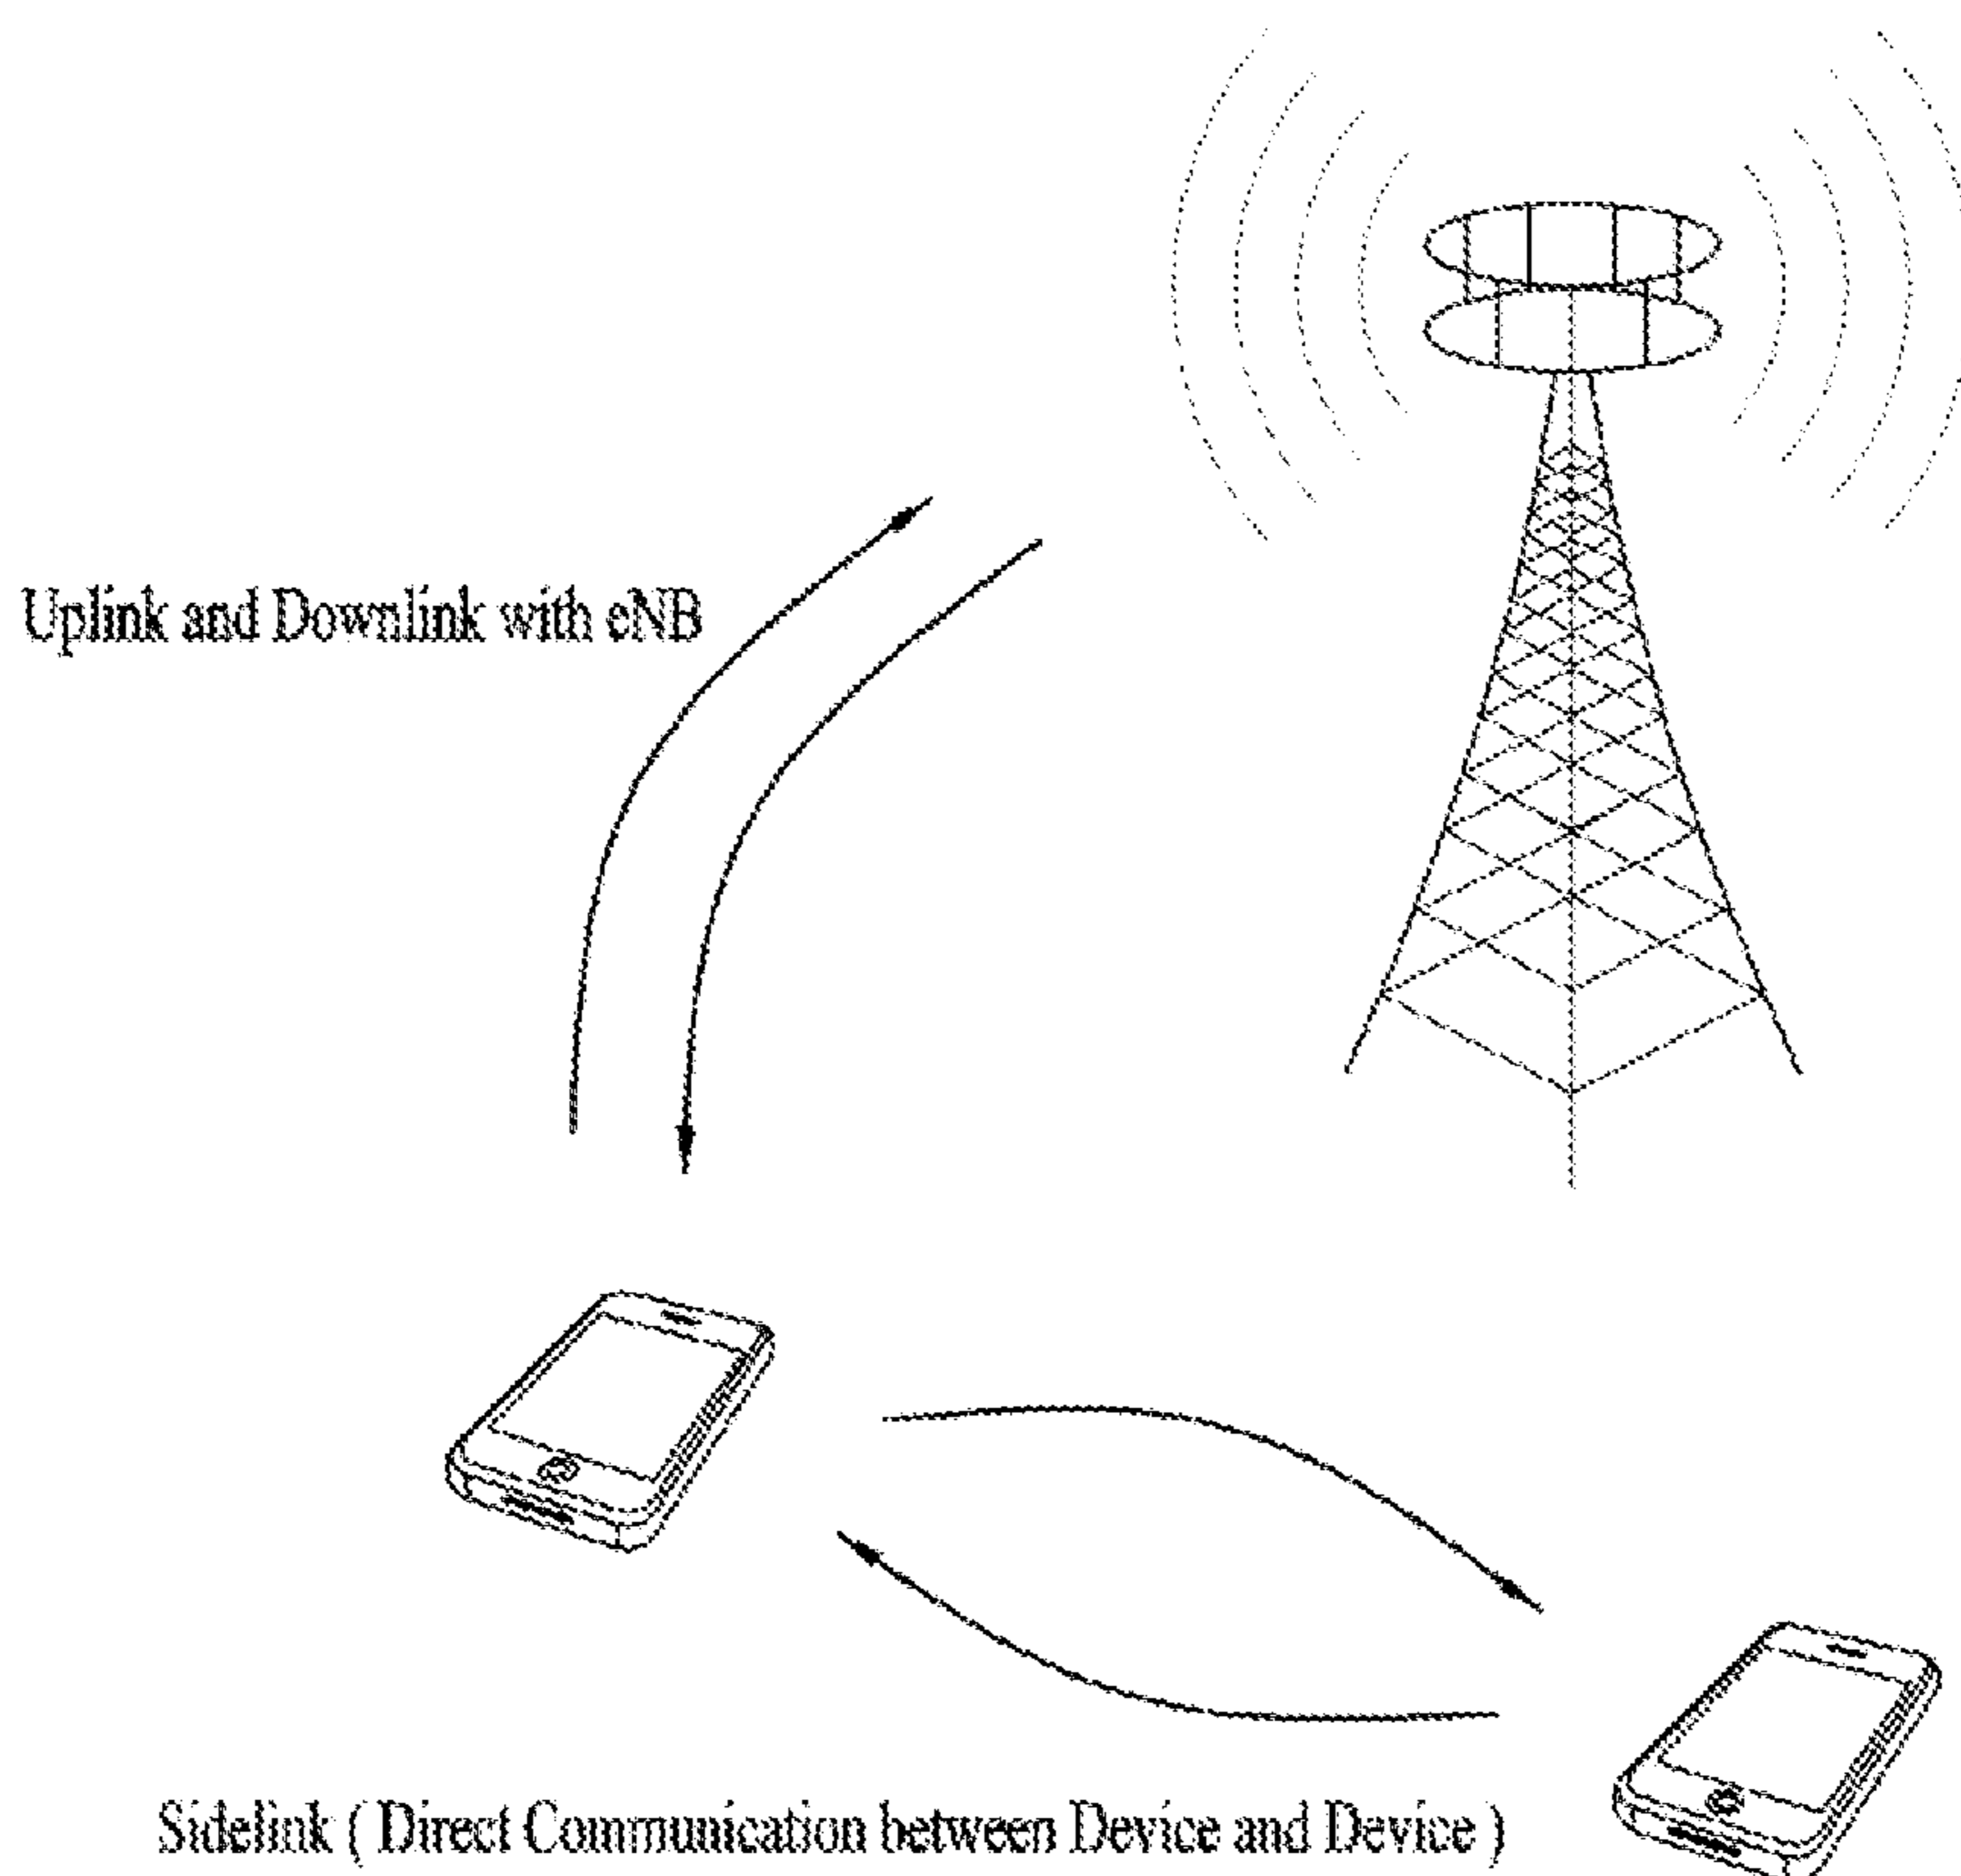 Uplink and Downlink with eNB
Sidelink ( Direct Communication between Device and Device )